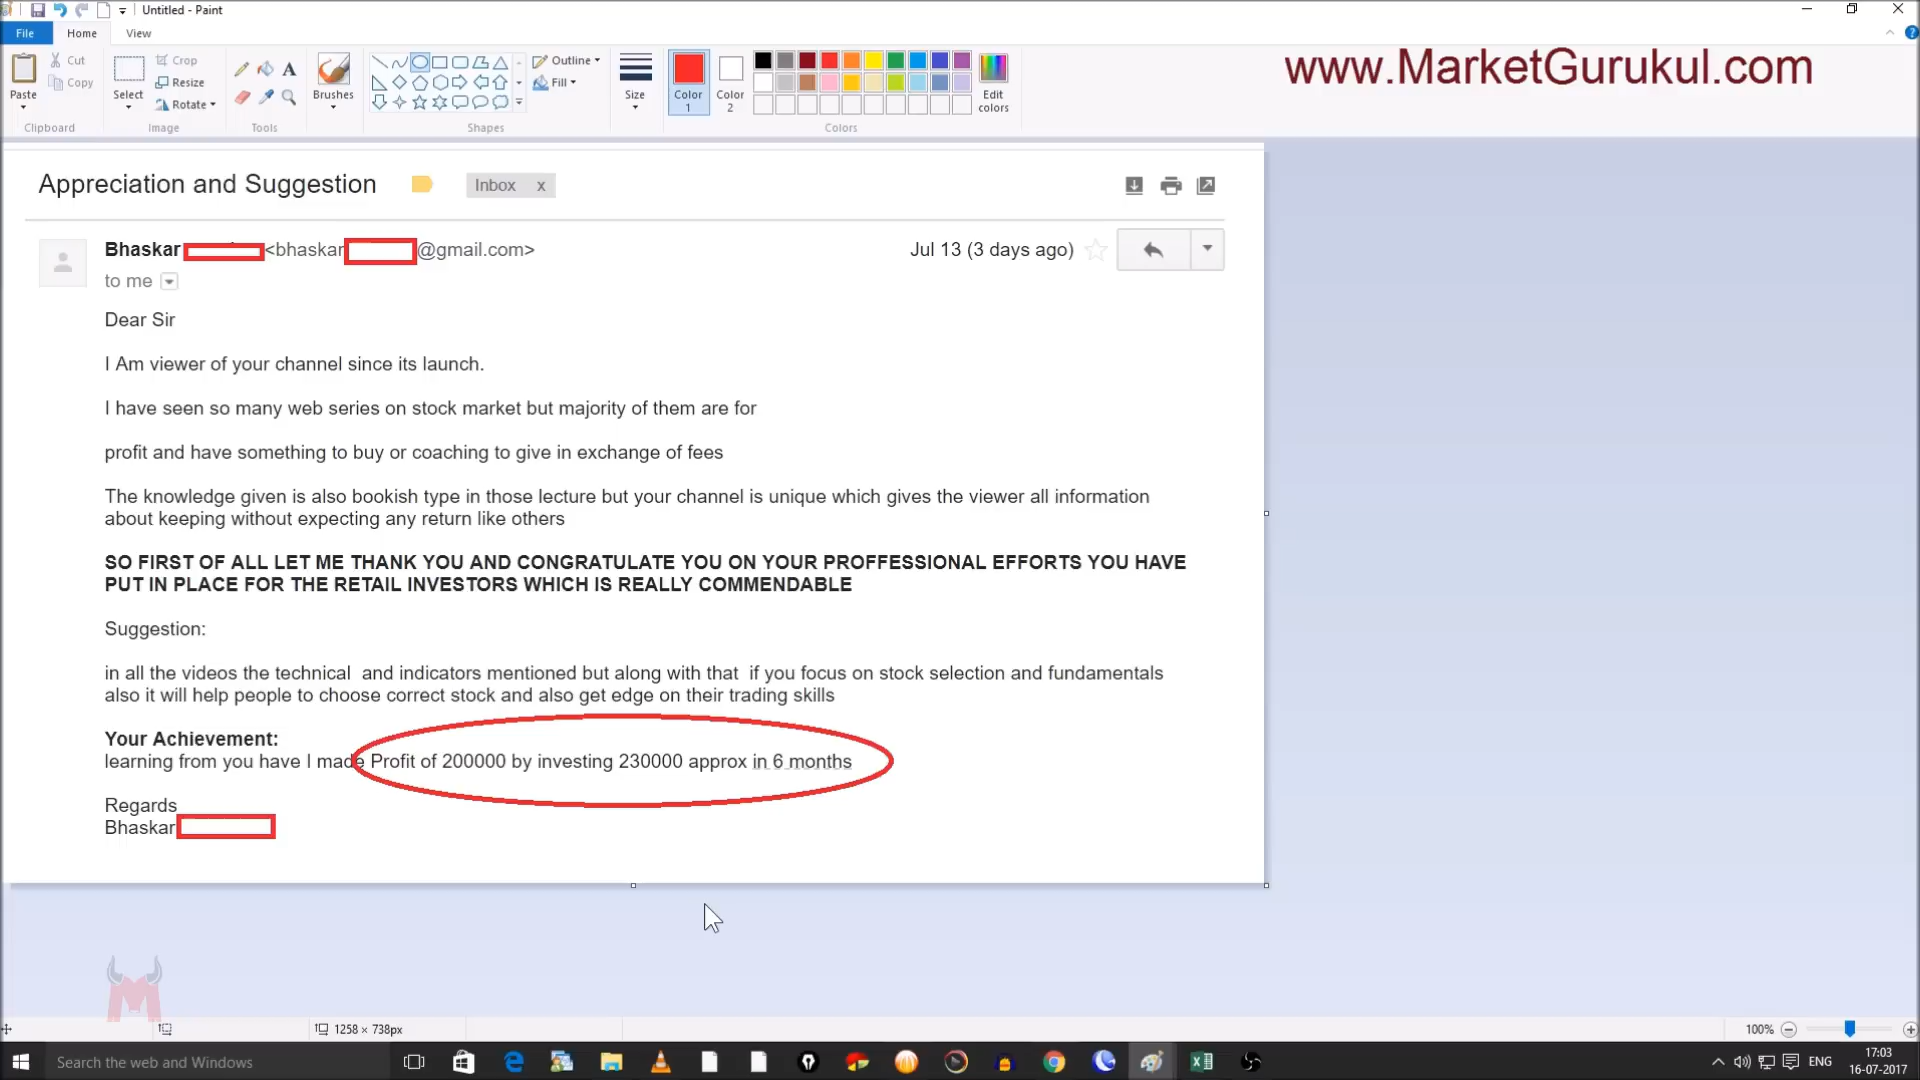 Untitled - Paint
File
Home
View
Paste
Cut
Copy
Clipboard
Select
Crop
Resize
Rotate
Image
Tools
Brushes
Outline
Fill
Shapes
Size
Color 1
Color 2
Edit colors
Colors
www.MarketGurukul.com
Appreciation and Suggestion
Inbox x
Bhaskar <bhaskar @gmail.com>
Jul 13 (3 days ago)
to me
Dear Sir
I Am viewer of your channel since its launch.
I have seen so many web series on stock market but majority of them are for
profit and have something to buy or coaching to give in exchange of fees
The knowledge given is also bookish type in those lecture but your channel is unique which gives the viewer all information
about keeping without expecting any return like others
SO FIRST OF ALL LET ME THANK YOU AND CONGRATULATE YOU ON YOUR PROFFESSIONAL EFFORTS YOU HAVE
PUT IN PLACE FOR THE RETAIL INVESTORS WHICH IS REALLY COMMENDABLE
Suggestion:
in all the videos the technical  and indicators mentioned but along with that  if you focus on stock selection and fundamentals
also it will help people to choose correct stock and also get edge on their trading skills
Your Achievement:
learning from you have I made Profit of 200000 by investing 230000 approx in 6 months
Regards
Bhaskar
1258 × 738px
100%
Search the web and Windows
ENG
17:03
16-07-2017